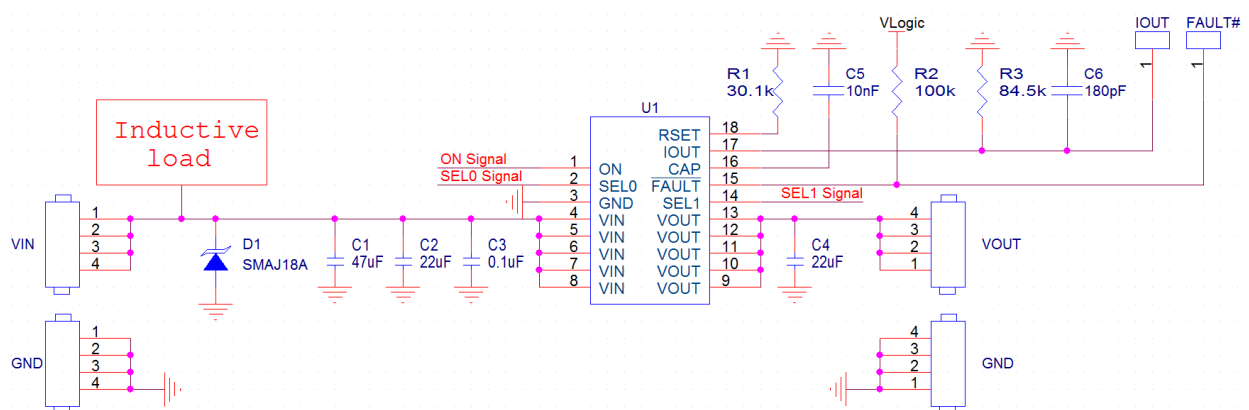 VLogic
IOUT
FAULT#
1
1
R1
30.1k
C5
10nF
R2
100k
R3
84.5k
C6
180pF
Inductive
load
U1
ON Signal
SEL0 Signal
SEL1 Signal
1 ON
2 SEL0
3 GND
4 VIN
5 VIN
6 VIN
7 VIN
8 VIN
RSET 18
IOUT 17
CAP 16
FAULT 15
SEL1 14
VOUT 13
VOUT 12
VOUT 11
VOUT 10
VOUT 9
VIN
1
2
3
4
D1
SMAJ18A
C1
47uF
C2
22uF
C3
0.1uF
C4
22uF
4
3
2
1
VOUT
GND
1
2
3
4
4
3
2
1
GND